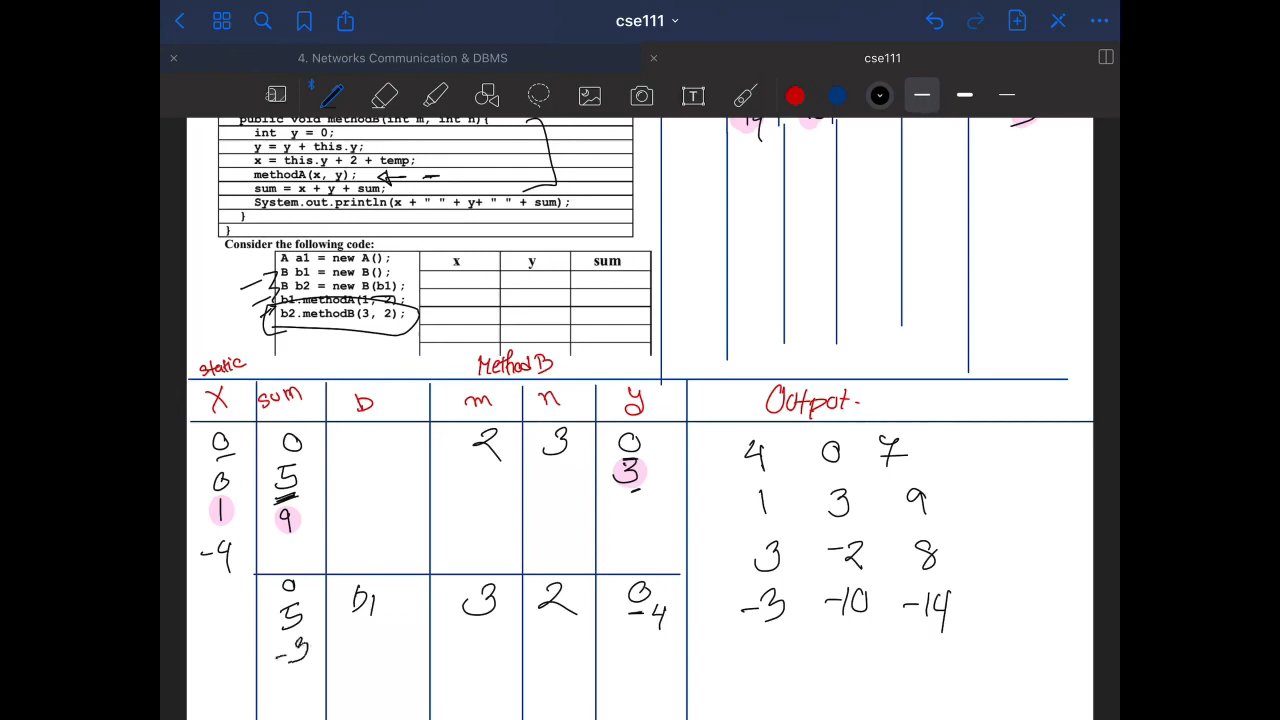 cse111
4. Networks Communication & DBMS
cse111
public void methodB(int m, int n){
int y = 0;
y = y + this.y;
x = this.y + 2 + temp;
methodA(x, y);
sum = x + y + sum;
System.out.println(x + " " + y+ " " + sum);
}
}
Consider the following code:
A a1 = new A();
B b1 = new B();
B b2 = new B(b1);
b1.methodA(1, 2);
b2.methodB(3, 2);
x y sum
static
Method B
X sum b m n y Output.
0 0 2 3 0 4 0 7
0 5 3 1 3 9
1 9
-4 3 -2 8
0 b1 3 2 0 -3 -10 -14
5 -4
-3